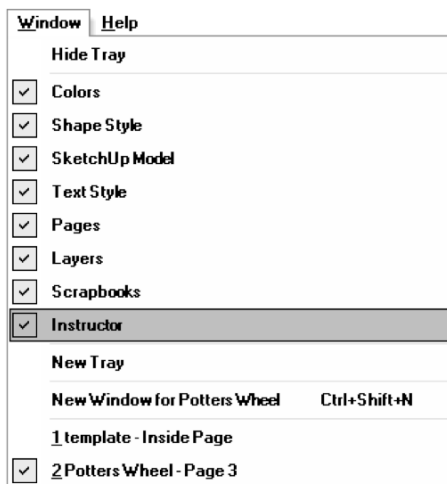 Window Help
Hide Tray
Colors
Shape Style
SketchUp Model
Text Style
Pages
Layers
Scrapbooks
Instructor
New Tray
New Window for Potters Wheel Ctrl+Shift+N
1 template - Inside Page
2 Potters Wheel - Page 3